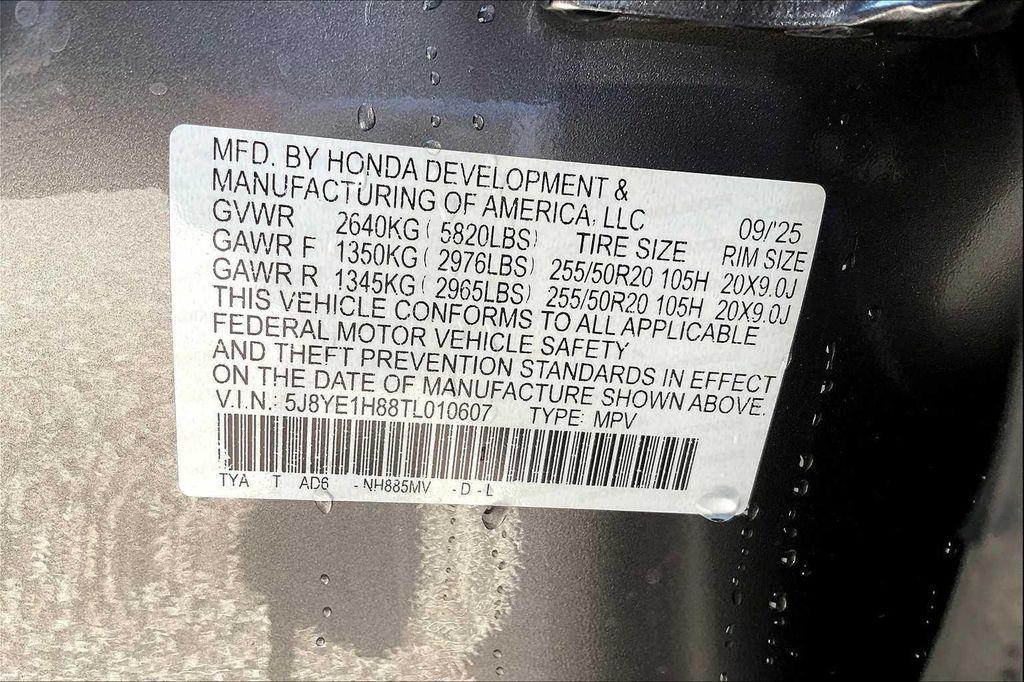 MFD. BY HONDA DEVELOPMENT &
MANUFACTURING OF AMERICA, LLC 09/'25
GVWR 2640KG ( 5820LBS) TIRE SIZE RIM SIZE
GAWR F 1350KG ( 2976LBS) 255/50R20 105H 20X9.0J
GAWR R 1345KG ( 2965LBS) 255/50R20 105H 20X9.0J
THIS VEHICLE CONFORMS TO ALL APPLICABLE
FEDERAL MOTOR VEHICLE SAFETY
AND THEFT PREVENTION STANDARDS IN EFFECT
ON THE DATE OF MANUFACTURE SHOWN ABOVE.
V.I.N.: 5J8YE1H88TL010607 TYPE: MPV
TYA T AD6 - NH885MV - D - L